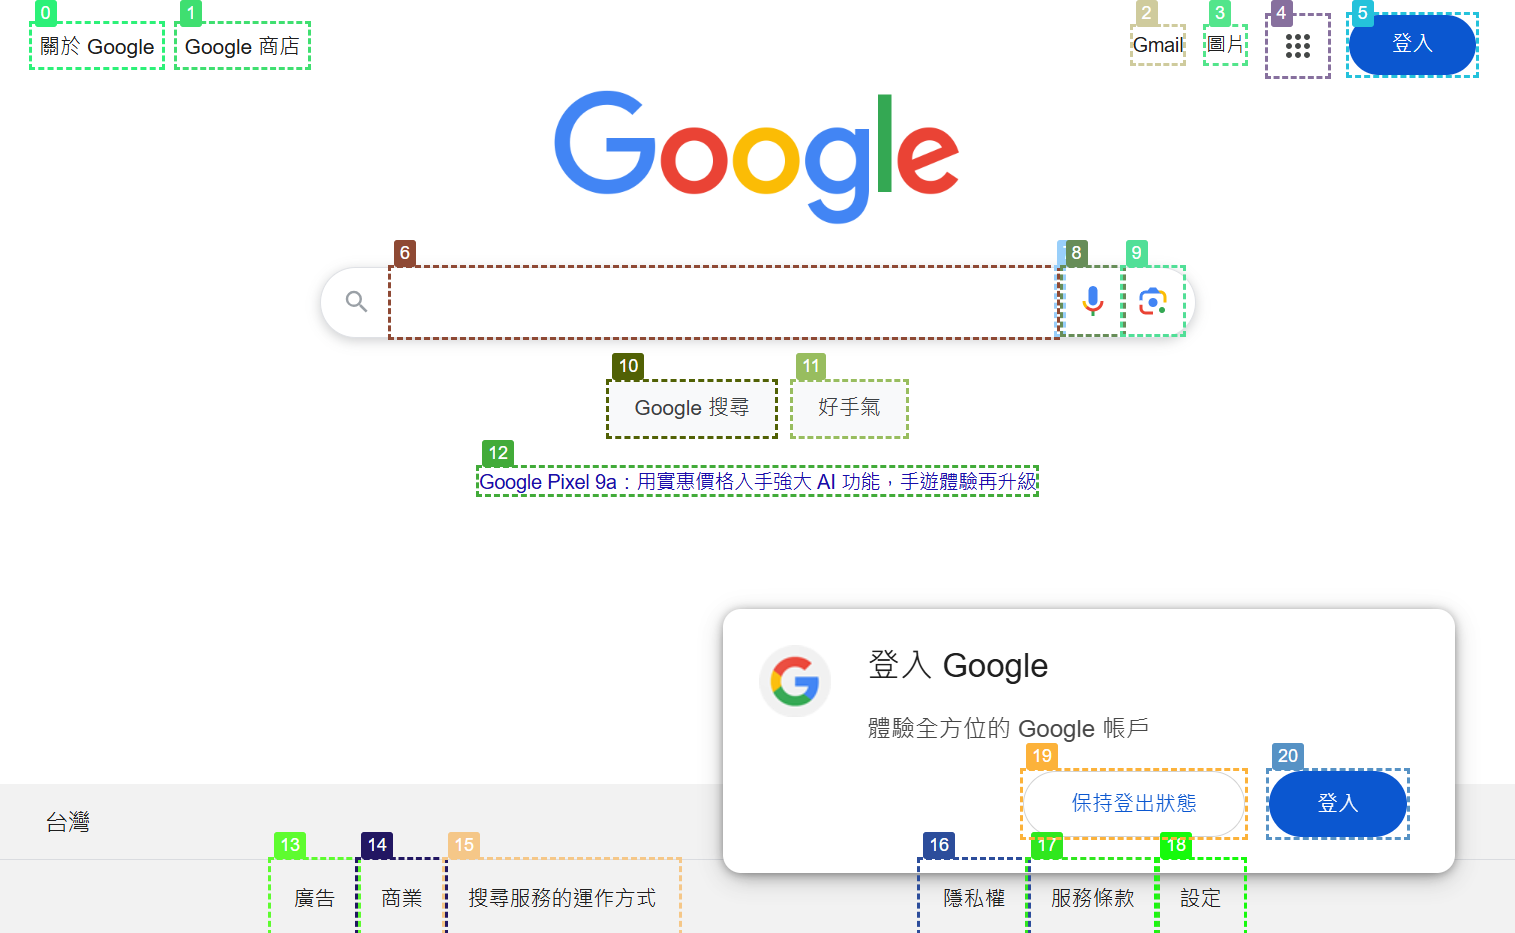 0
1
2
3
4
5
關於 Google
Google 商店
Gmail
圖片
登入
Google
6
8
9
10
11
Google 搜尋
好手氣
12
Google Pixel 9a：用實惠價格入手強大 AI 功能，手遊體驗再升級
登入 Google
體驗全方位的 Google 帳戶
19
20
保持登出狀態
登入
台灣
13
14
15
16
17
18
廣告
商業
搜尋服務的運作方式
隱私權
服務條款
設定